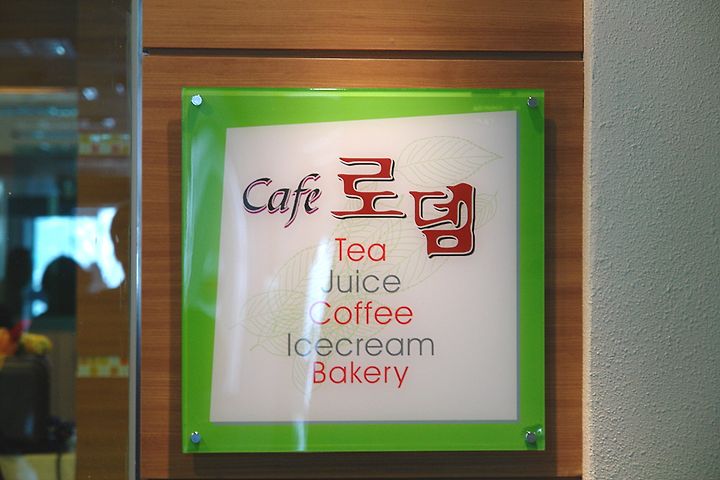 Cafe 로뎀
Tea
Juice
Coffee
Icecream
Bakery